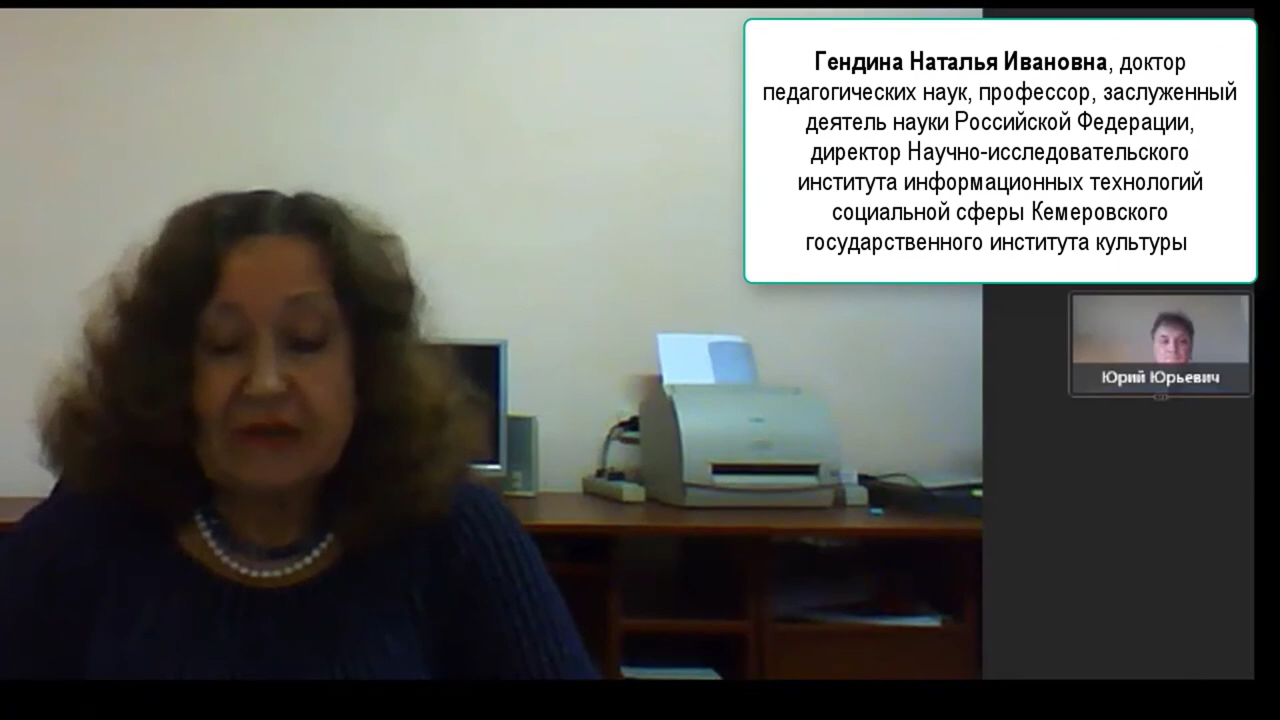 Гендина Наталья Ивановна, доктор
педагогических наук, профессор, заслуженный
деятель науки Российской Федерации,
директор Научно-исследовательского
института информационных технологий
социальной сферы Кемеровского
государственного института культуры
Юрий Юрьевич